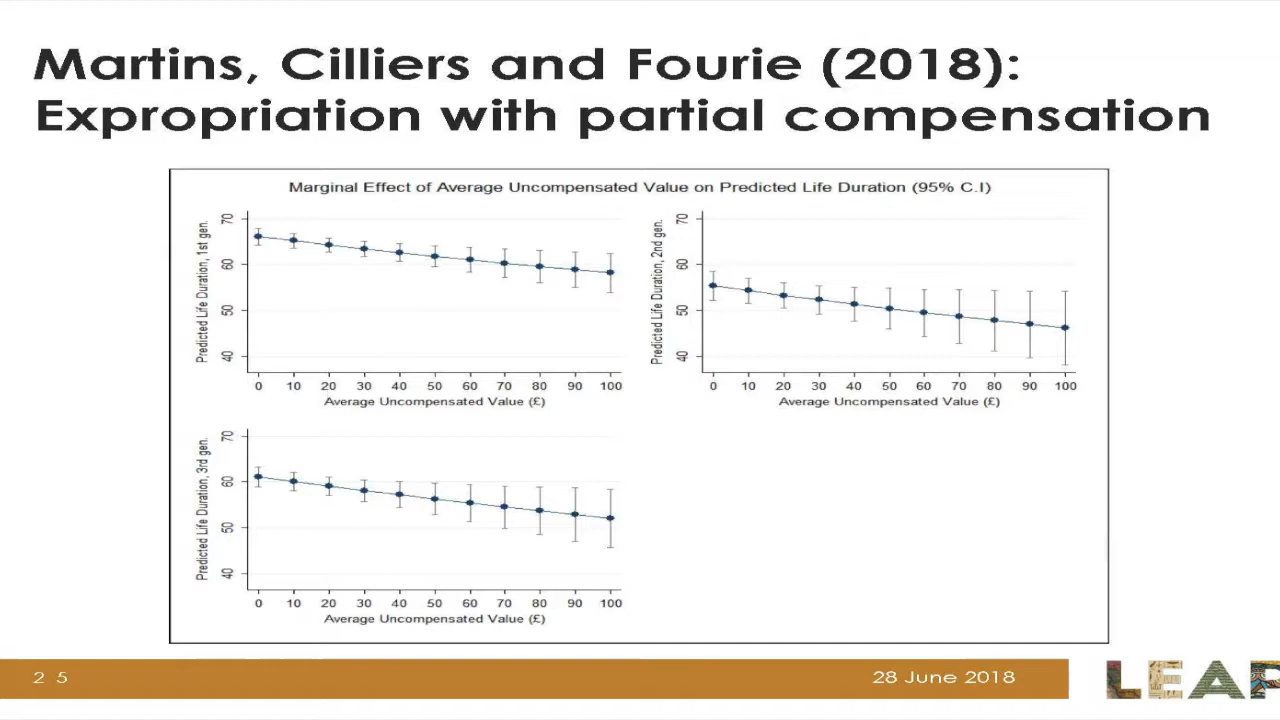 Martins, Cilliers and Fourie (2018):
Expropriation with partial compensation
Marginal Effect of Average Uncompensated Value on Predicted Life Duration (95% C.I)
Predicted Life Duration, 1st gen.
70
60
50
40
0 10 20 30 40 50 60 70 80 90 100
Average Uncompensated Value (£)
Predicted Life Duration, 2nd gen.
70
60
50
40
0 10 20 30 40 50 60 70 80 90 100
Average Uncompensated Value (£)
Predicted Life Duration, 3rd gen.
70
60
50
40
0 10 20 30 40 50 60 70 80 90 100
Average Uncompensated Value (£)
2 5
28 June 2018
LEAP